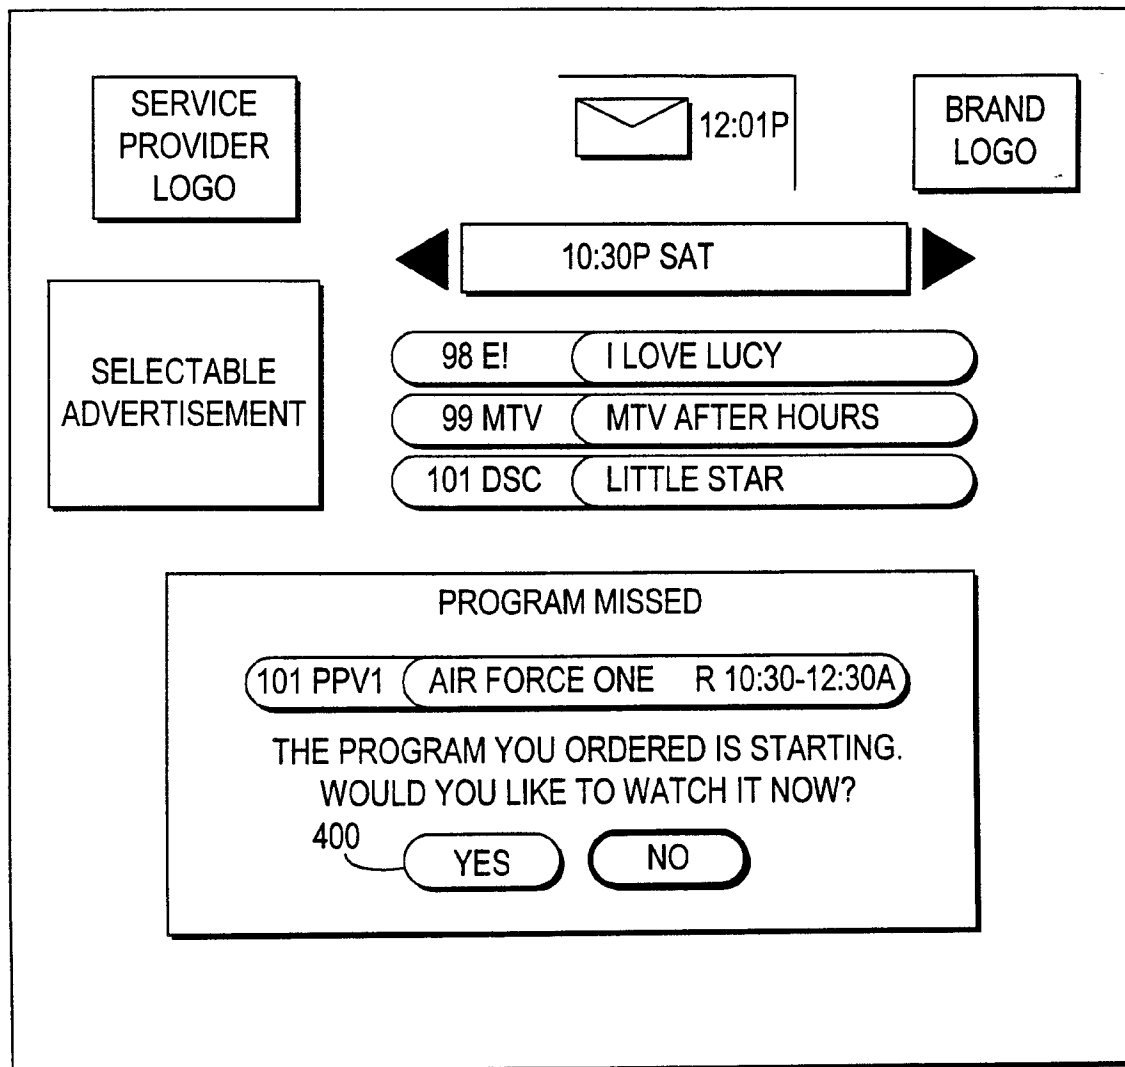 SERVICE
PROVIDER
LOGO
12:01P
BRAND
LOGO
10:30P SAT
SELECTABLE
ADVERTISEMENT
98 E! I LOVE LUCY
99 MTV MTV AFTER HOURS
101 DSC LITTLE STAR
PROGRAM MISSED
101 PPV1 AIR FORCE ONE R 10:30-12:30A
THE PROGRAM YOU ORDERED IS STARTING.
WOULD YOU LIKE TO WATCH IT NOW?
400
YES NO